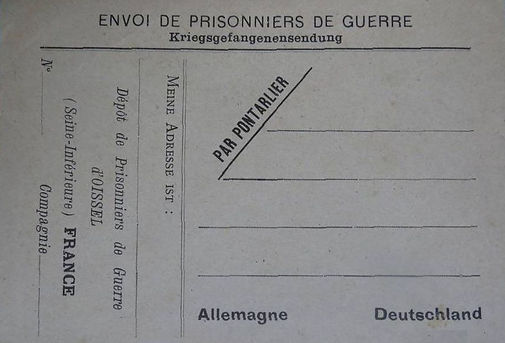 ENVOI DE PRISONNIERS DE GUERRE
Kriegsgefangenensendung
MEINE ADRESSE IST :
Dépôt de Prisonniers de Guerre
d'OISSEL
(Seine-Inférieure) FRANCE
No Compagnie
PAR PONTARLIER
Allemagne Deutschland